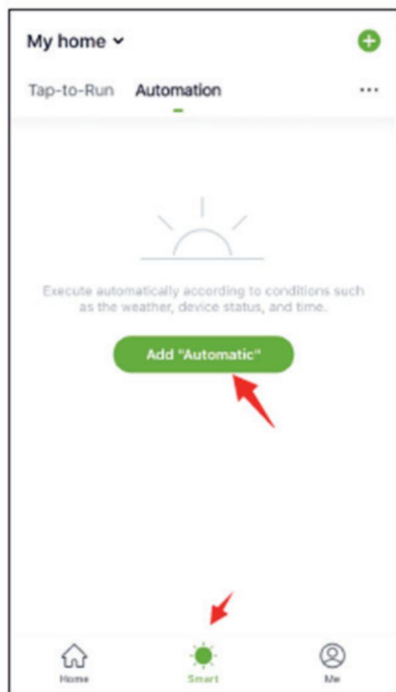 My home
Tap-to-Run Automation
Execute automatically according to conditions such
as the weather, device status, and time.
Add "Automatic"
Home Smart Me